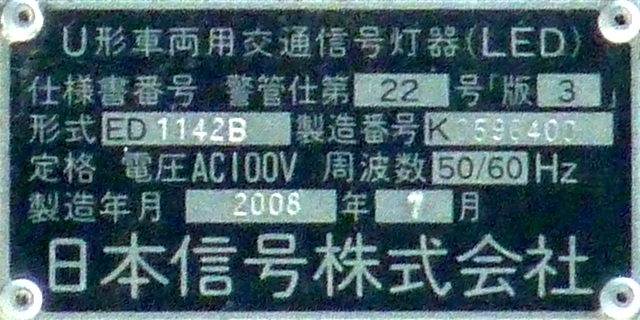 U形車両用交通信号灯器(LED)
仕様書番号 警管仕第 22 号「版 3」
形式 ED 1142B 製造番号
定格 電圧AC100V 周波数 50/60 Hz
製造年月 2008 年 7 月
日本信号株式会社